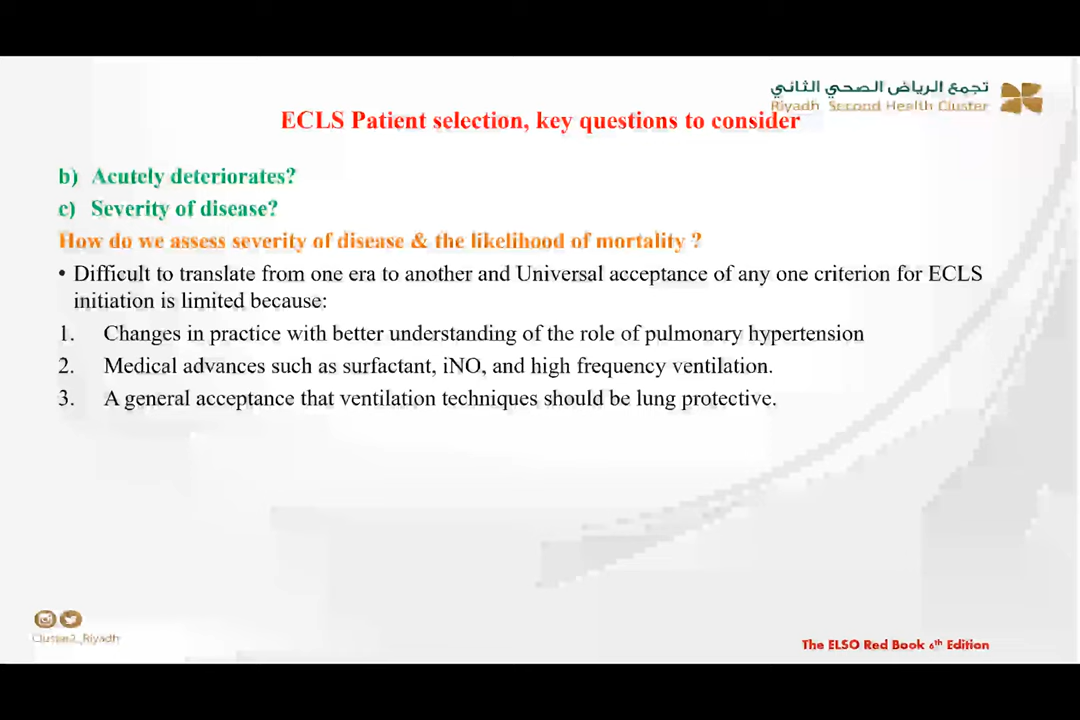 تجمع الرياض الصحي الثاني
Riyadh Second Health Cluster
ECLS Patient selection, key questions to consider
b) Acutely deteriorates?
c) Severity of disease?
How do we assess severity of disease & the likelihood of mortality ?
• Difficult to translate from one era to another and Universal acceptance of any one criterion for ECLS
initiation is limited because:
1. Changes in practice with better understanding of the role of pulmonary hypertension
2. Medical advances such as surfactant, iNO, and high frequency ventilation.
3. A general acceptance that ventilation techniques should be lung protective.
Cluster2_Riyadh
The ELSO Red Book 6th Edition